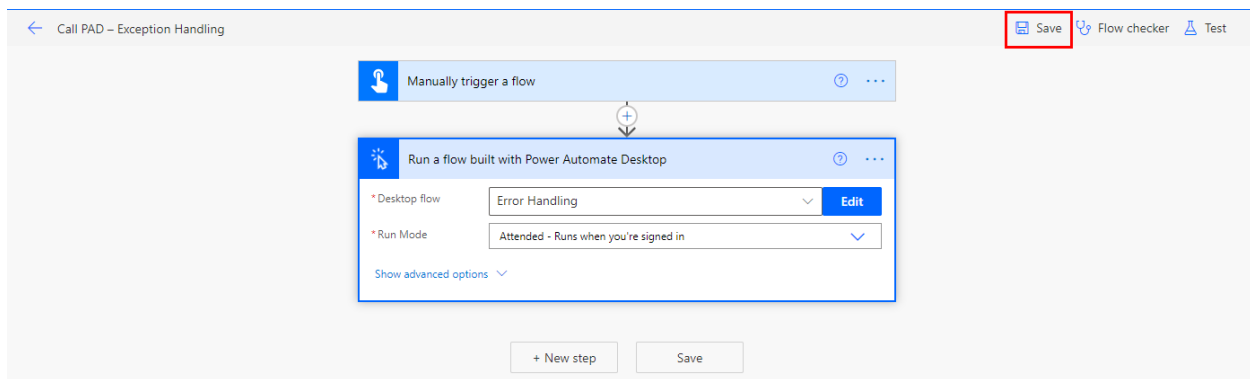 Call PAD – Exception Handling
Save
Flow checker
Test
Manually trigger a flow
Run a flow built with Power Automate Desktop
* Desktop flow
Error Handling
Edit
* Run Mode
Attended - Runs when you're signed in
Show advanced options
+ New step
Save